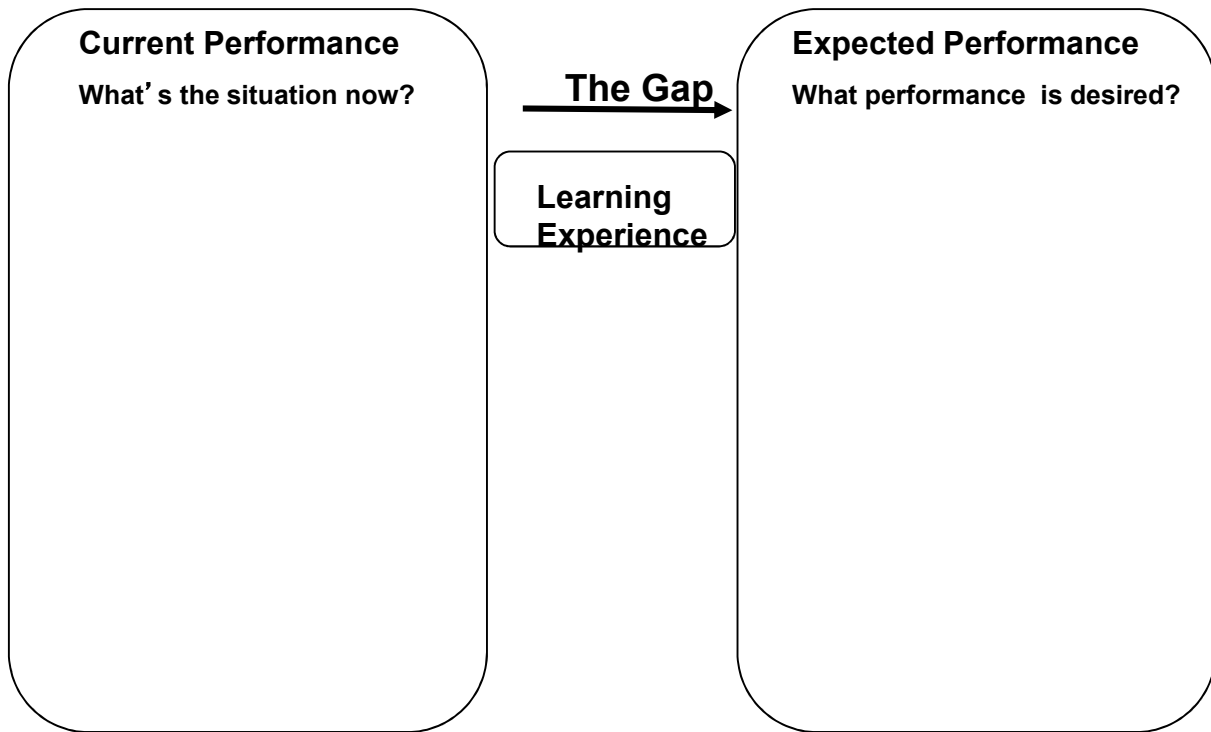 Current Performance
What’s the situation now?
The Gap
Learning
Experience
Expected Performance
What performance is desired?